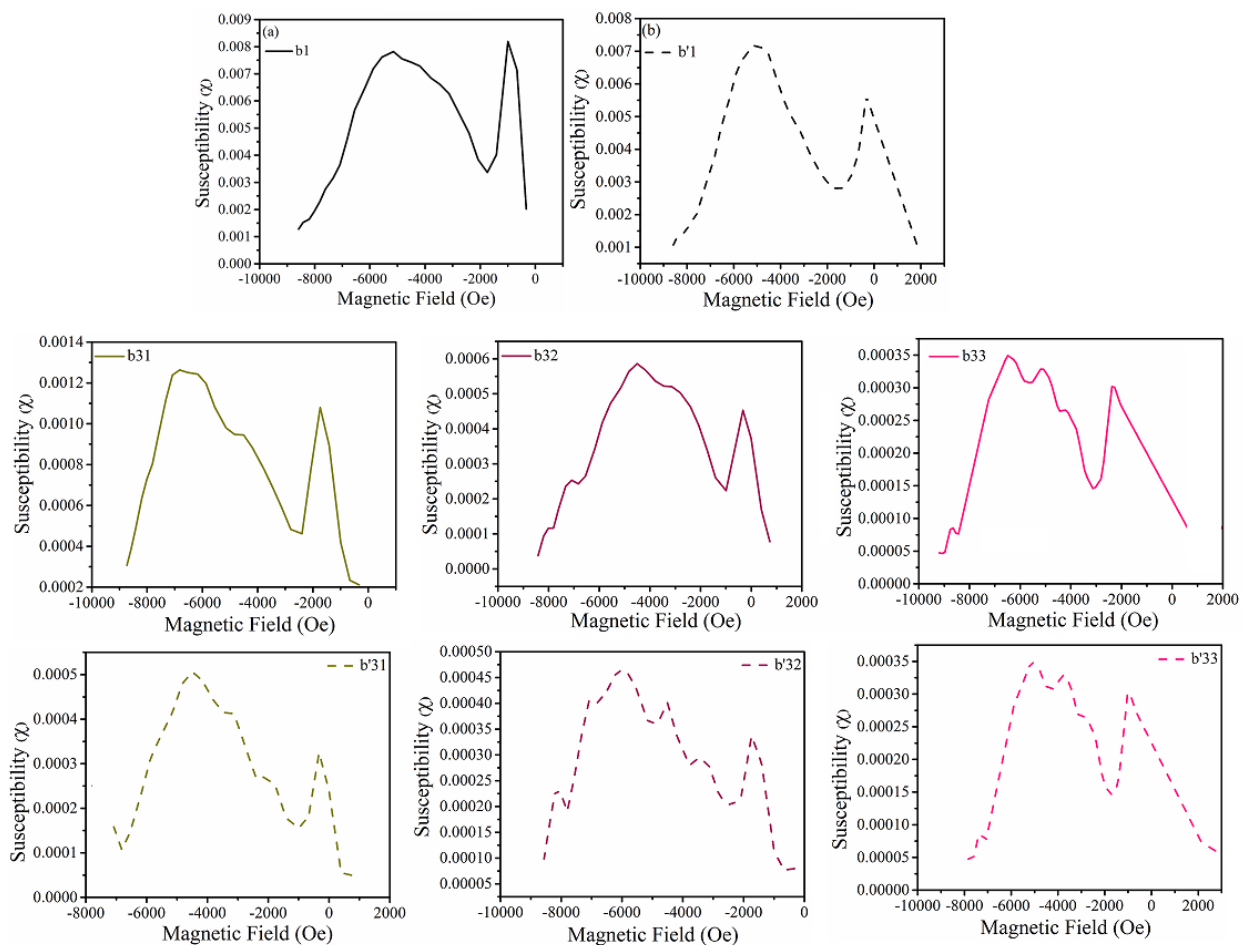 (a)
b1
0.009
0.008
0.007
0.006
0.005
0.004
0.003
0.002
0.001
0.000
Susceptibility (χ)
-10000 -8000 -6000 -4000 -2000 0
Magnetic Field (Oe)
(b)
b'1
0.008
0.007
0.006
0.005
0.004
0.003
0.002
0.001
Susceptibility (χ)
-10000 -8000 -6000 -4000 -2000 0 2000
Magnetic Field (Oe)
b31
0.0014
0.0012
0.0010
0.0008
0.0006
0.0004
0.0002
Susceptibility (χ)
-10000 -8000 -6000 -4000 -2000 0
Magnetic Field (Oe)
b32
0.0006
0.0005
0.0004
0.0003
0.0002
0.0001
0.0000
Susceptibility (χ)
-10000 -8000 -6000 -4000 -2000 0 2000
Magnetic Field (Oe)
b33
0.00035
0.00030
0.00025
0.00020
0.00015
0.00010
0.00005
0.00000
Susceptibility (χ)
-10000 -8000 -6000 -4000 -2000 0 2000
Magnetic Field (Oe)
b'31
0.0005
0.0004
0.0003
0.0002
0.0001
0.0000
Susceptibility (χ)
-8000 -6000 -4000 -2000 0 2000
Magnetic Field (Oe)
b'32
0.00050
0.00045
0.00040
0.00035
0.00030
0.00025
0.00020
0.00015
0.00010
0.00005
Susceptibility (χ)
-10000 -8000 -6000 -4000 -2000 0
Magnetic Field (Oe)
b'33
0.00035
0.00030
0.00025
0.00020
0.00015
0.00010
0.00005
0.00000
Susceptibility (χ)
-8000 -6000 -4000 -2000 0 2000
Magnetic Field (Oe)